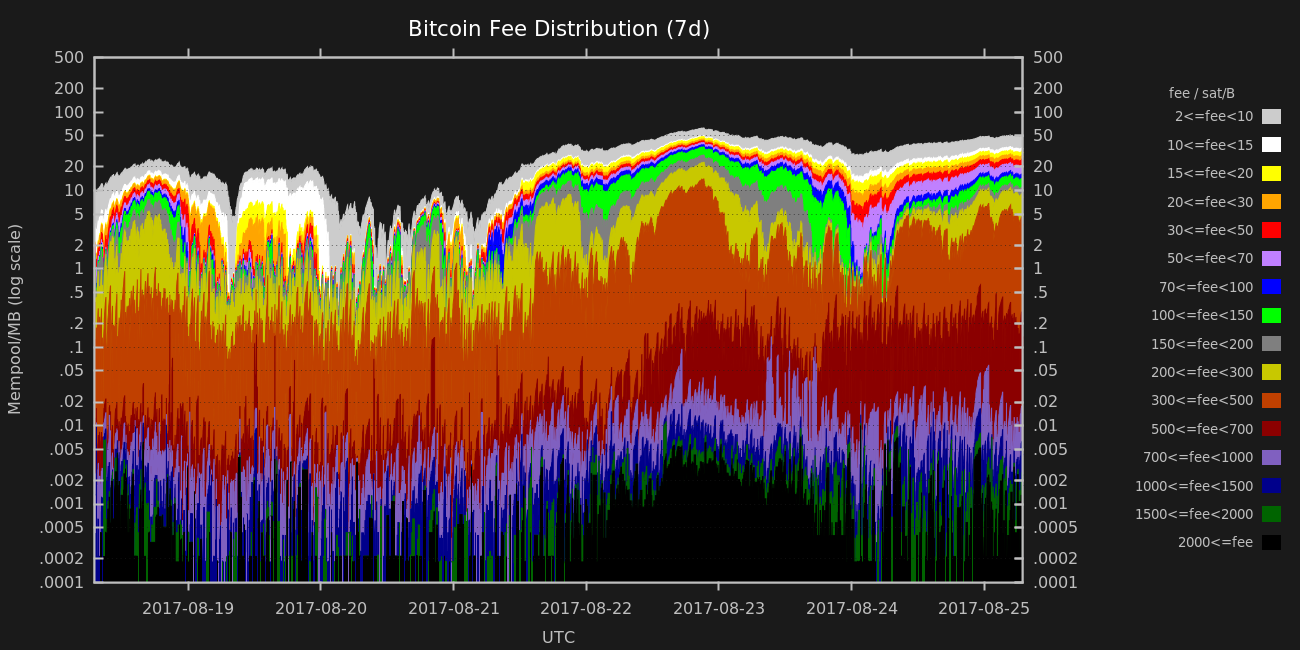 Bitcoin Fee Distribution (7d)
Mempool/MB (log scale)
500
200
100
50
20
10
5
2
1
.5
.2
.1
.05
.02
.01
.005
.002
.001
.0005
.0002
.0001
500
200
100
50
20
10
5
2
1
.5
.2
.1
.05
.02
.01
.005
.002
.001
.0005
.0002
.0001
2017-08-19 2017-08-20 2017-08-21 2017-08-22 2017-08-23 2017-08-24 2017-08-25
UTC
fee / sat/B
2<=fee<10
10<=fee<15
15<=fee<20
20<=fee<30
30<=fee<50
50<=fee<70
70<=fee<100
100<=fee<150
150<=fee<200
200<=fee<300
300<=fee<500
500<=fee<700
700<=fee<1000
1000<=fee<1500
1500<=fee<2000
2000<=fee